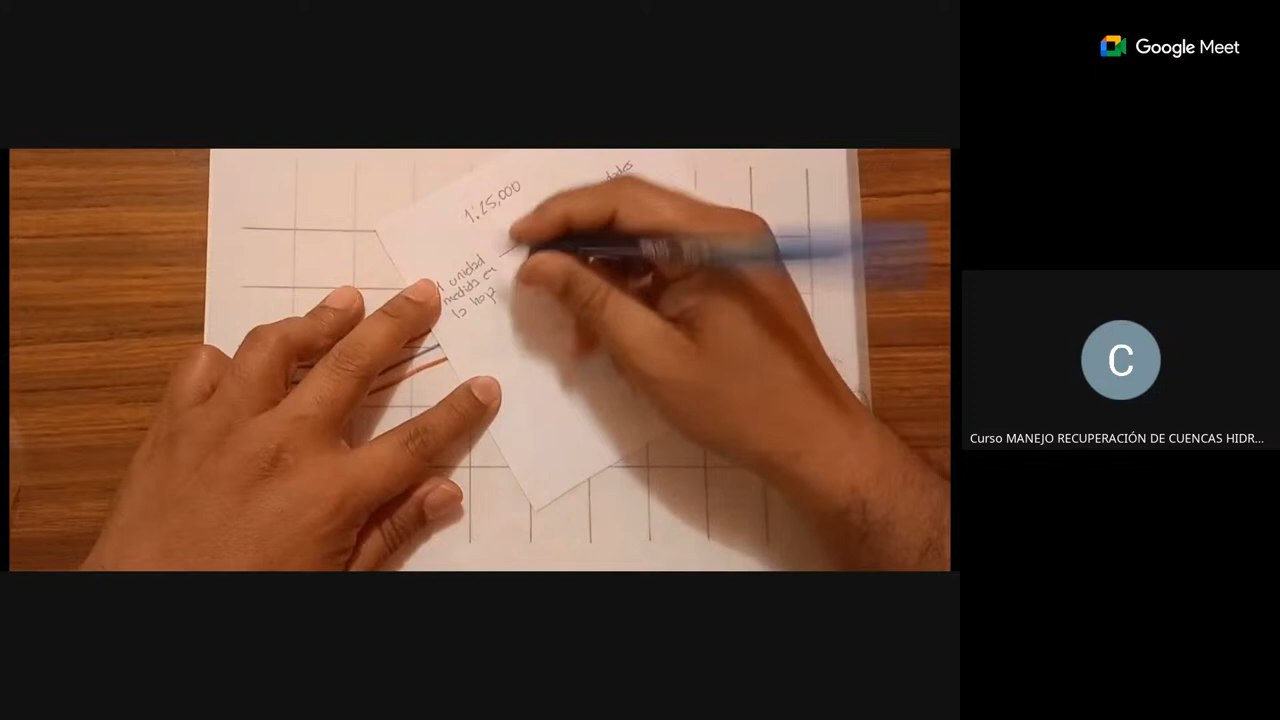 Google Meet
1:25,000
1 unidad
medida en
la hoja
C
Curso MANEJO RECUPERACIÓN DE CUENCAS HIDR...